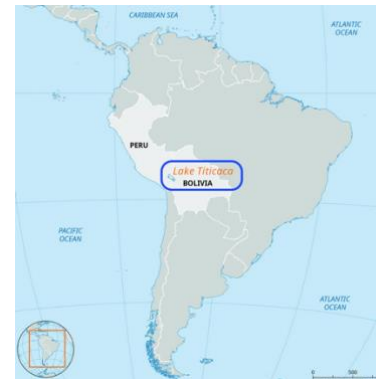 CARIBBEAN SEA
ATLANTIC
OCEAN
PERU
Lake Titicaca
BOLIVIA
PACIFIC
OCEAN
ATLANTIC
OCEAN
0 500